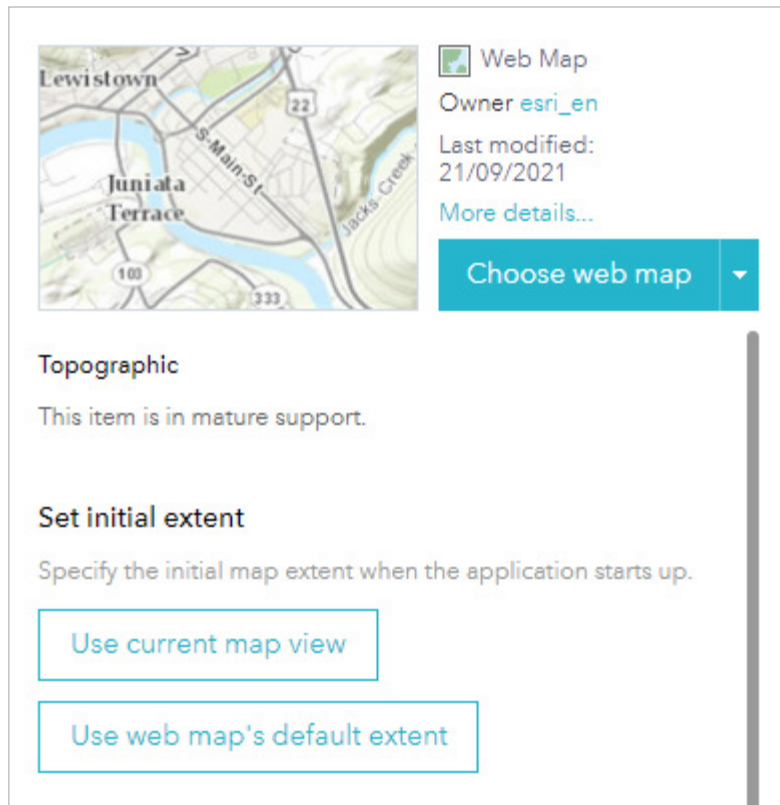 Lewistown
22
S-Main-St
Juniata
Terrace
Jacks-Creek
103
333
Web Map
Owner esri_en
Last modified:
21/09/2021
More details...
Choose web map
Topographic
This item is in mature support.
Set initial extent
Specify the initial map extent when the application starts up.
Use current map view
Use web map's default extent